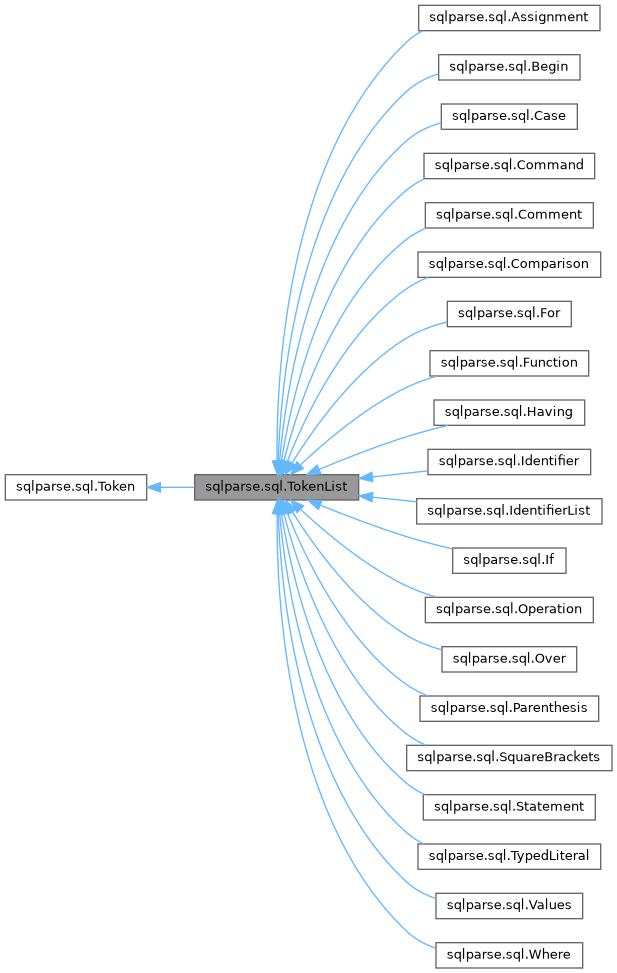 sqlparse.sql.Assignment
sqlparse.sql.Begin
sqlparse.sql.Case
sqlparse.sql.Command
sqlparse.sql.Comment
sqlparse.sql.Comparison
sqlparse.sql.For
sqlparse.sql.Function
sqlparse.sql.Having
sqlparse.sql.Identifier
sqlparse.sql.Token
sqlparse.sql.TokenList
sqlparse.sql.IdentifierList
sqlparse.sql.If
sqlparse.sql.Operation
sqlparse.sql.Over
sqlparse.sql.Parenthesis
sqlparse.sql.SquareBrackets
sqlparse.sql.Statement
sqlparse.sql.TypedLiteral
sqlparse.sql.Values
sqlparse.sql.Where